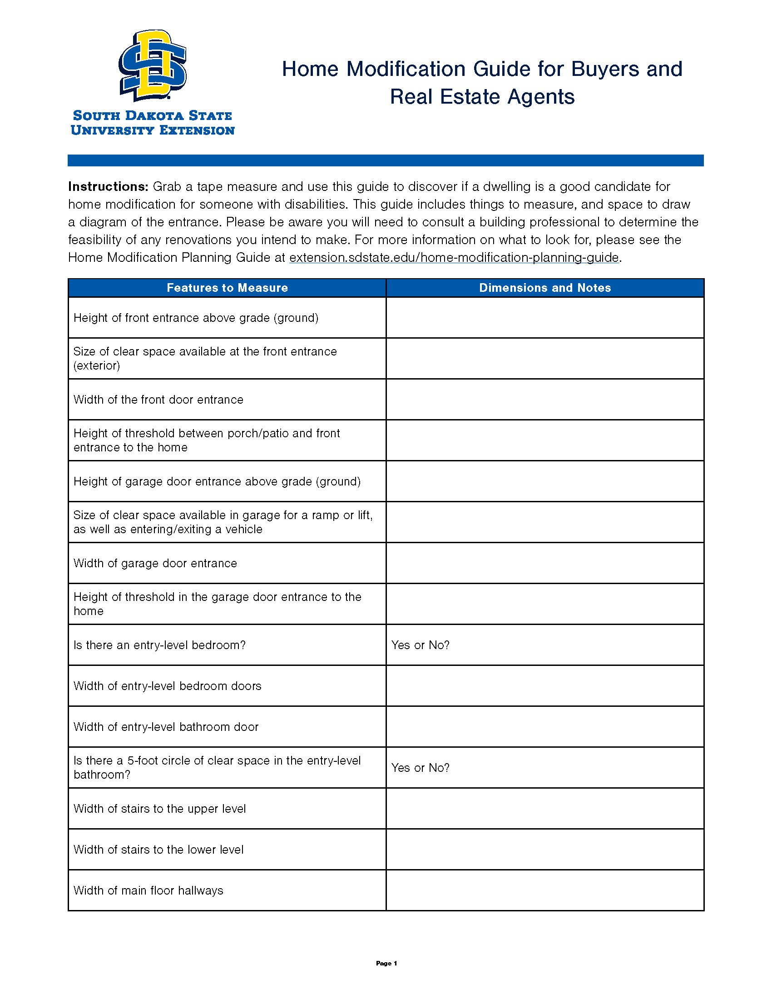 SOUTH DAKOTA STATE
UNIVERSITY EXTENSION
Home Modification Guide for Buyers and
Real Estate Agents
Instructions: Grab a tape measure and use this guide to discover if a dwelling is a good candidate for
home modification for someone with disabilities. This guide includes things to measure, and space to draw
a diagram of the entrance. Please be aware you will need to consult a building professional to determine the
feasibility of any renovations you intend to make. For more information on what to look for, please see the
Home Modification Planning Guide at extension.sdstate.edu/home-modification-planning-guide.
Features to Measure
Dimensions and Notes
Height of front entrance above grade (ground)
Size of clear space available at the front entrance
(exterior)
Width of the front door entrance
Height of threshold between porch/patio and front
entrance to the home
Height of garage door entrance above grade (ground)
Size of clear space available in garage for a ramp or lift,
as well as entering/exiting a vehicle
Width of garage door entrance
Height of threshold in the garage door entrance to the
home
Is there an entry-level bedroom?
Yes or No?
Width of entry-level bedroom doors
Width of entry-level bathroom door
Is there a 5-foot circle of clear space in the entry-level
bathroom?
Yes or No?
Width of stairs to the upper level
Width of stairs to the lower level
Width of main floor hallways
Page 1